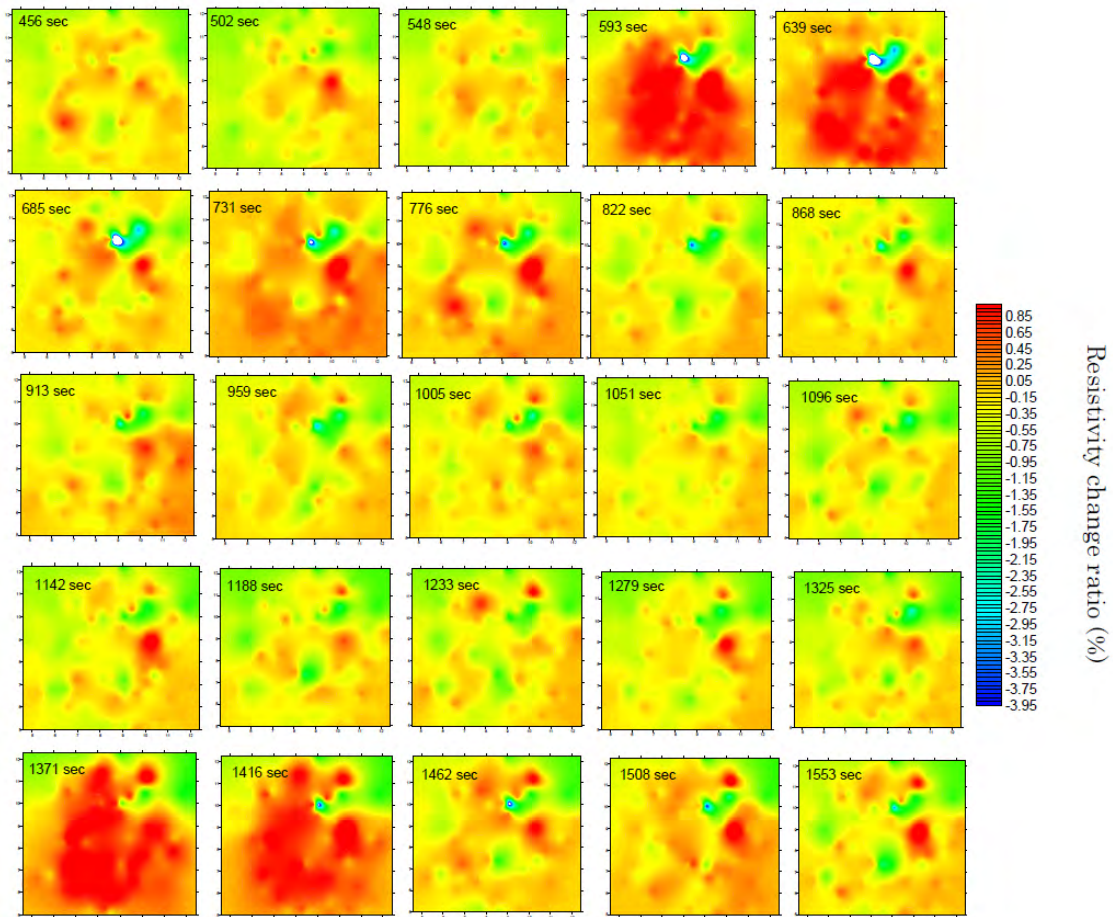 456 sec
502 sec
548 sec
593 sec
639 sec
685 sec
731 sec
776 sec
822 sec
868 sec
913 sec
959 sec
1005 sec
1051 sec
1096 sec
1142 sec
1188 sec
1233 sec
1279 sec
1325 sec
1371 sec
1416 sec
1462 sec
1508 sec
1553 sec
0.85
0.65
0.45
0.25
0.05
-0.15
-0.35
-0.55
-0.75
-0.95
-1.15
-1.35
-1.55
-1.75
-1.95
-2.15
-2.35
-2.55
-2.75
-2.95
-3.15
-3.35
-3.55
-3.75
-3.95
Resistivity change ratio (%)